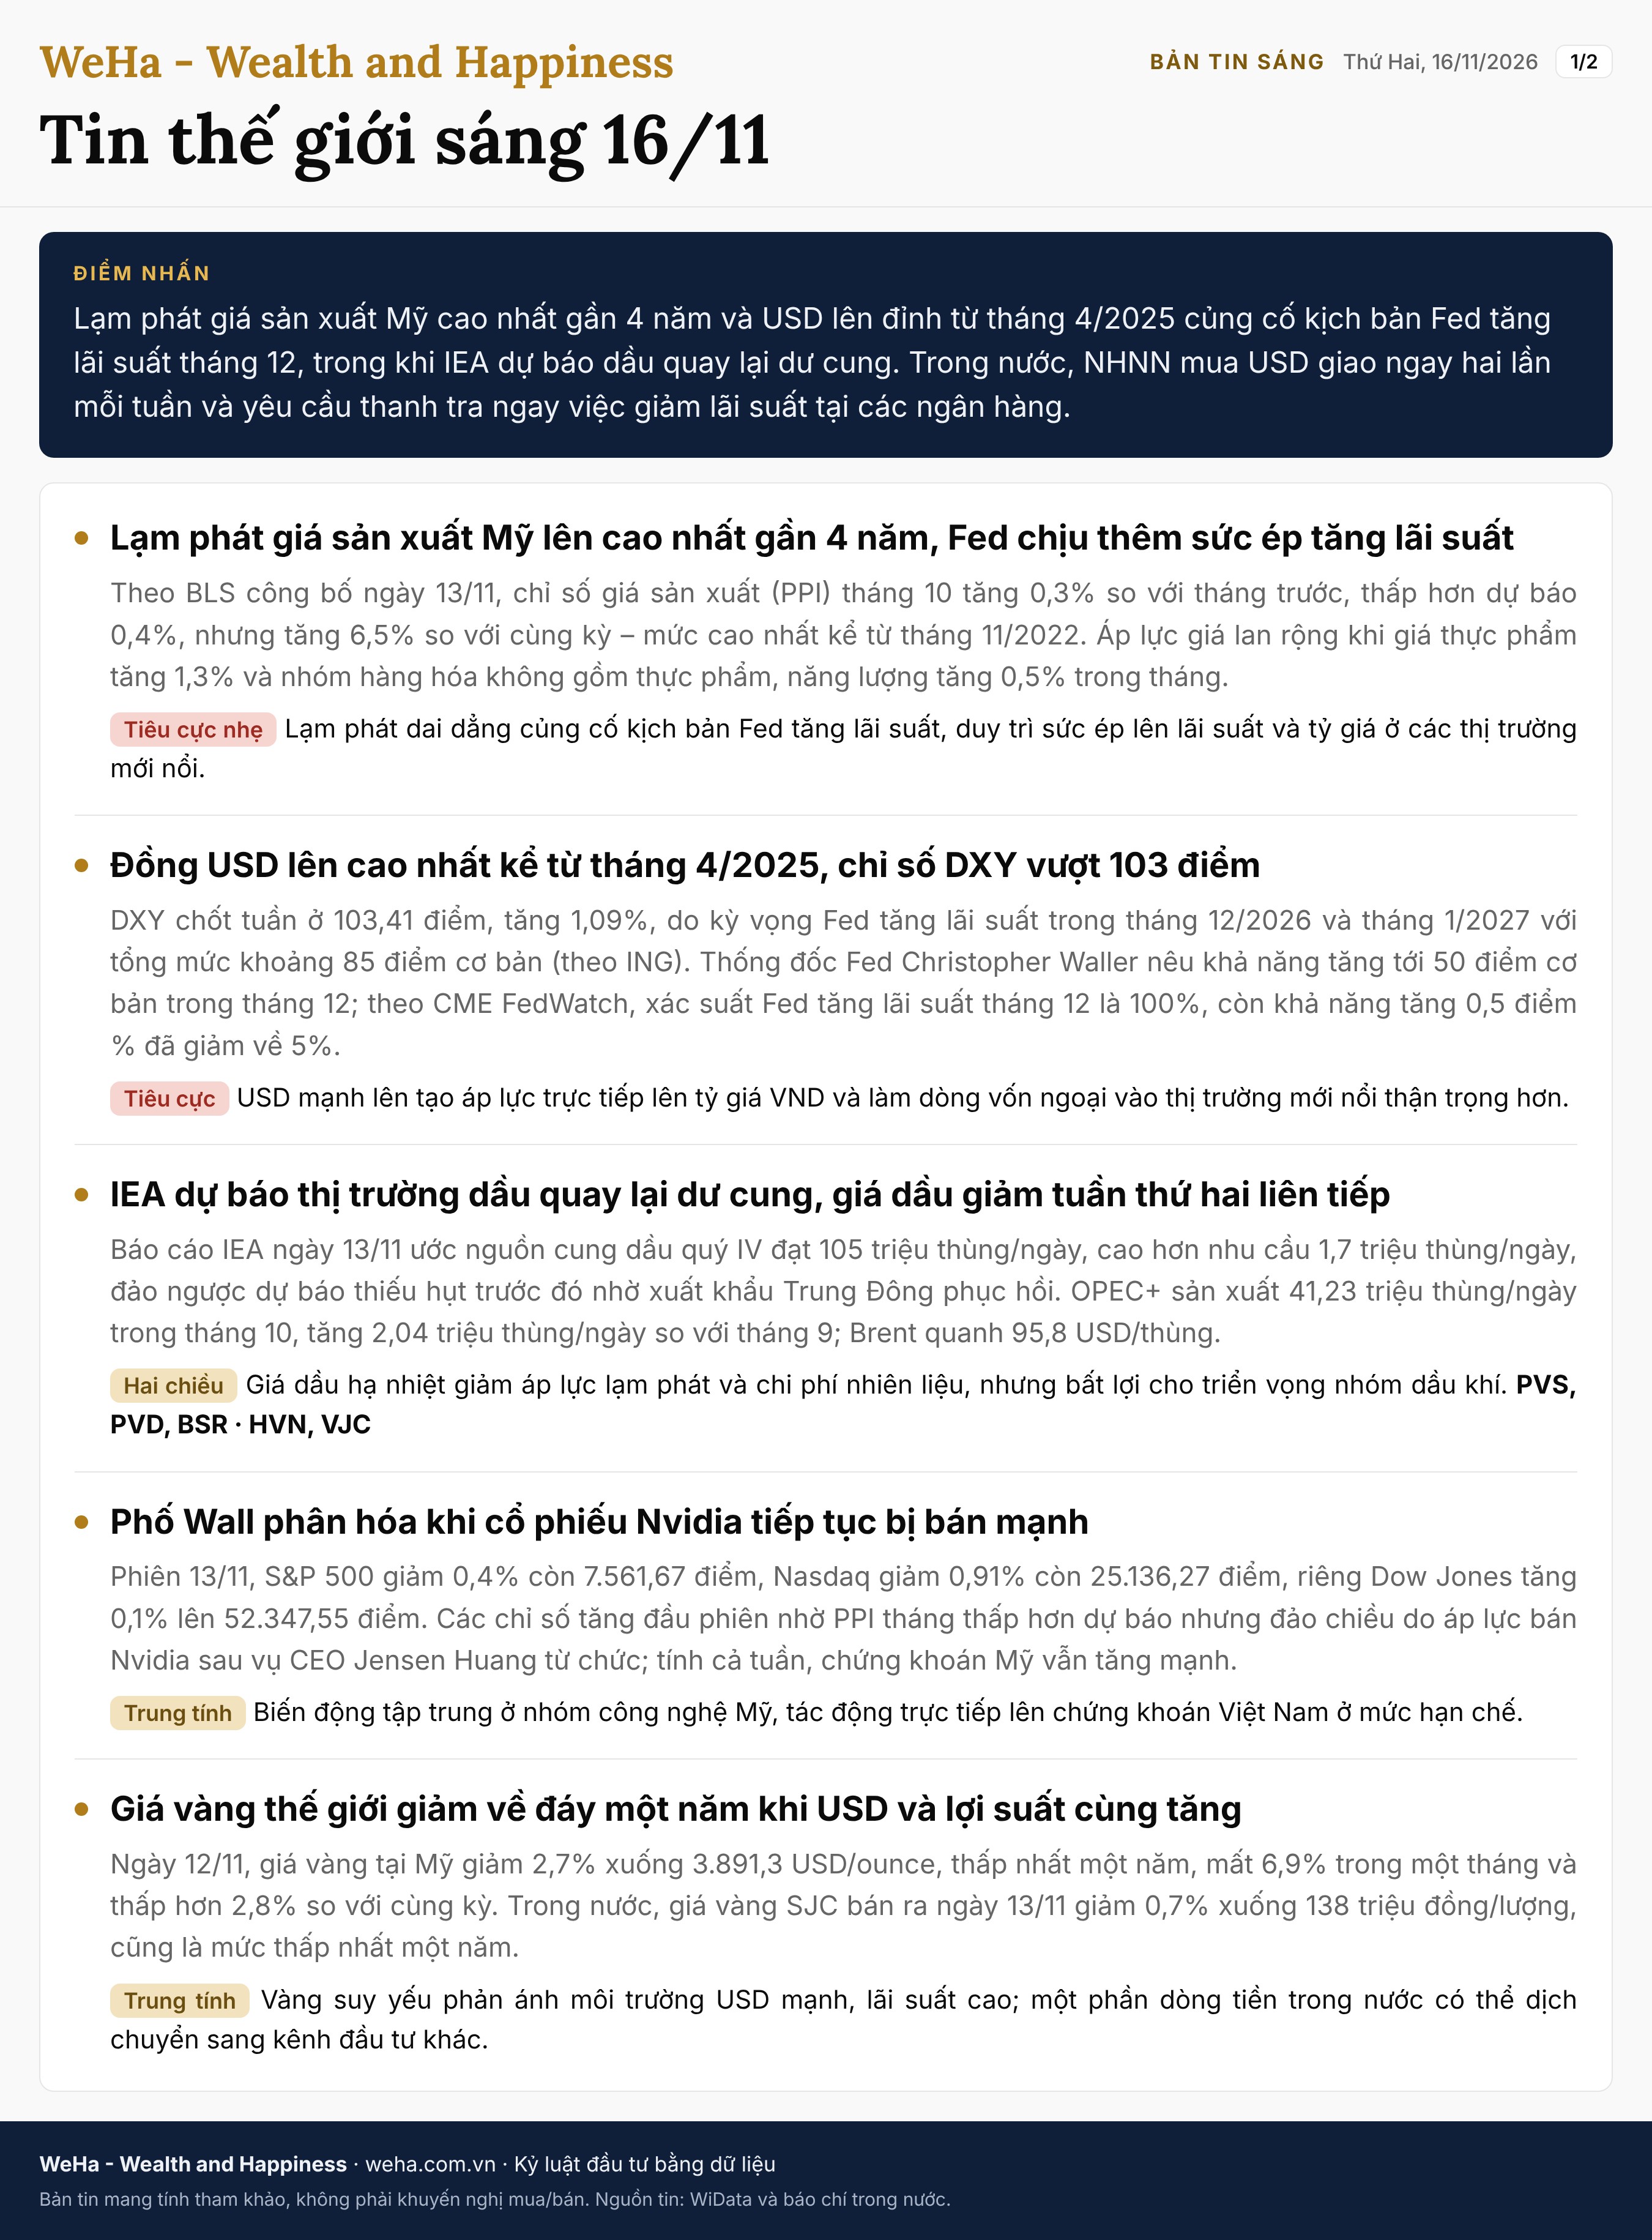 WeHa - Wealth and Happiness
BẢN TIN SÁNG Thứ Hai, 16/11/2026 1/2
Tin thế giới sáng 16/11
ĐIỂM NHẤN
Lạm phát giá sản xuất Mỹ cao nhất gần 4 năm và USD lên đỉnh từ tháng 4/2025 củng cố kịch bản Fed tăng
lãi suất tháng 12, trong khi IEA dự báo dầu quay lại dư cung. Trong nước, NHNN mua USD giao ngay hai lần
mỗi tuần và yêu cầu thanh tra ngay việc giảm lãi suất tại các ngân hàng.
Lạm phát giá sản xuất Mỹ lên cao nhất gần 4 năm, Fed chịu thêm sức ép tăng lãi suất
Theo BLS công bố ngày 13/11, chỉ số giá sản xuất (PPI) tháng 10 tăng 0,3% so với tháng trước, thấp hơn dự báo
0,4%, nhưng tăng 6,5% so với cùng kỳ – mức cao nhất kể từ tháng 11/2022. Áp lực giá lan rộng khi giá thực phẩm
tăng 1,3% và nhóm hàng hóa không gồm thực phẩm, năng lượng tăng 0,5% trong tháng.
Tiêu cực nhẹ Lạm phát dai dẳng củng cố kịch bản Fed tăng lãi suất, duy trì sức ép lên lãi suất và tỷ giá ở các thị trường
mới nổi.
Đồng USD lên cao nhất kể từ tháng 4/2025, chỉ số DXY vượt 103 điểm
DXY chốt tuần ở 103,41 điểm, tăng 1,09%, do kỳ vọng Fed tăng lãi suất trong tháng 12/2026 và tháng 1/2027 với
tổng mức khoảng 85 điểm cơ bản (theo ING). Thống đốc Fed Christopher Waller nêu khả năng tăng tới 50 điểm cơ
bản trong tháng 12; theo CME FedWatch, xác suất Fed tăng lãi suất tháng 12 là 100%, còn khả năng tăng 0,5 điểm
% đã giảm về 5%.
Tiêu cực USD mạnh lên tạo áp lực trực tiếp lên tỷ giá VND và làm dòng vốn ngoại vào thị trường mới nổi thận trọng hơn.
IEA dự báo thị trường dầu quay lại dư cung, giá dầu giảm tuần thứ hai liên tiếp
Báo cáo IEA ngày 13/11 ước nguồn cung dầu quý IV đạt 105 triệu thùng/ngày, cao hơn nhu cầu 1,7 triệu thùng/ngày,
đảo ngược dự báo thiếu hụt trước đó nhờ xuất khẩu Trung Đông phục hồi. OPEC+ sản xuất 41,23 triệu thùng/ngày
trong tháng 10, tăng 2,04 triệu thùng/ngày so với tháng 9; Brent quanh 95,8 USD/thùng.
Hai chiều Giá dầu hạ nhiệt giảm áp lực lạm phát và chi phí nhiên liệu, nhưng bất lợi cho triển vọng nhóm dầu khí. PVS,
PVD, BSR · HVN, VJC
Phố Wall phân hóa khi cổ phiếu Nvidia tiếp tục bị bán mạnh
Phiên 13/11, S&P 500 giảm 0,4% còn 7.561,67 điểm, Nasdaq giảm 0,91% còn 25.136,27 điểm, riêng Dow Jones tăng
0,1% lên 52.347,55 điểm. Các chỉ số tăng đầu phiên nhờ PPI tháng thấp hơn dự báo nhưng đảo chiều do áp lực bán
Nvidia sau vụ CEO Jensen Huang từ chức; tính cả tuần, chứng khoán Mỹ vẫn tăng mạnh.
Trung tính Biến động tập trung ở nhóm công nghệ Mỹ, tác động trực tiếp lên chứng khoán Việt Nam ở mức hạn chế.
Giá vàng thế giới giảm về đáy một năm khi USD và lợi suất cùng tăng
Ngày 12/11, giá vàng tại Mỹ giảm 2,7% xuống 3.891,3 USD/ounce, thấp nhất một năm, mất 6,9% trong một tháng và
thấp hơn 2,8% so với cùng kỳ. Trong nước, giá vàng SJC bán ra ngày 13/11 giảm 0,7% xuống 138 triệu đồng/lượng,
cũng là mức thấp nhất một năm.
Trung tính Vàng suy yếu phản ánh môi trường USD mạnh, lãi suất cao; một phần dòng tiền trong nước có thể dịch
chuyển sang kênh đầu tư khác.
WeHa - Wealth and Happiness · weha.com.vn · Kỷ luật đầu tư bằng dữ liệu
Bản tin mang tính tham khảo, không phải khuyến nghị mua/bán. Nguồn tin: WiData và báo chí trong nước.